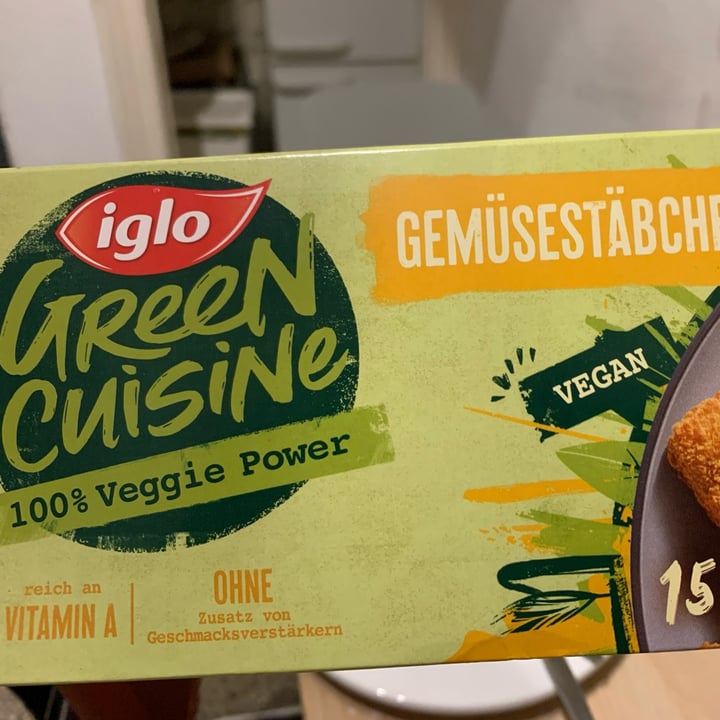 iglo
GREEN
CUISINE
100% Veggie Power
GEMÜSESTÄBCHE
VEGAN
reich an
VITAMIN A
OHNE
Zusatz von
Geschmacksverstärkern
15